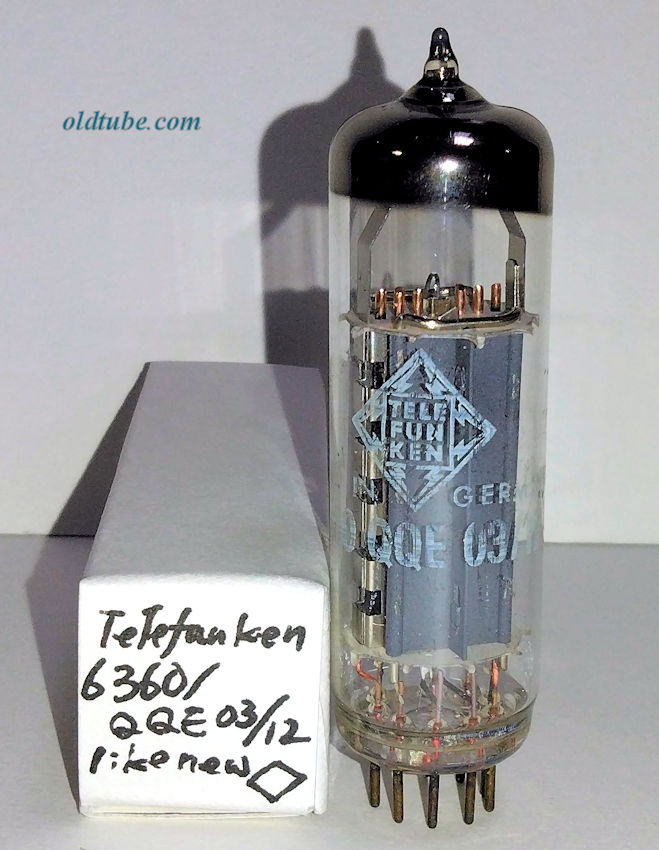 oldtube.com
TELE
FUN
KEN
GER
QQE 03/
Telefunken
6360/
QQE 03/12
like new